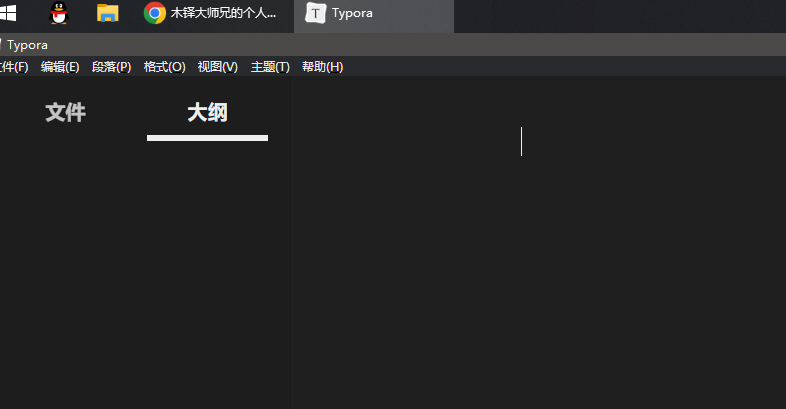 木铎大师兄的个人...
T Typora
Typora
件(F) 编辑(E) 段落(P) 格式(O) 视图(V) 主题(T) 帮助(H)
文件 大纲